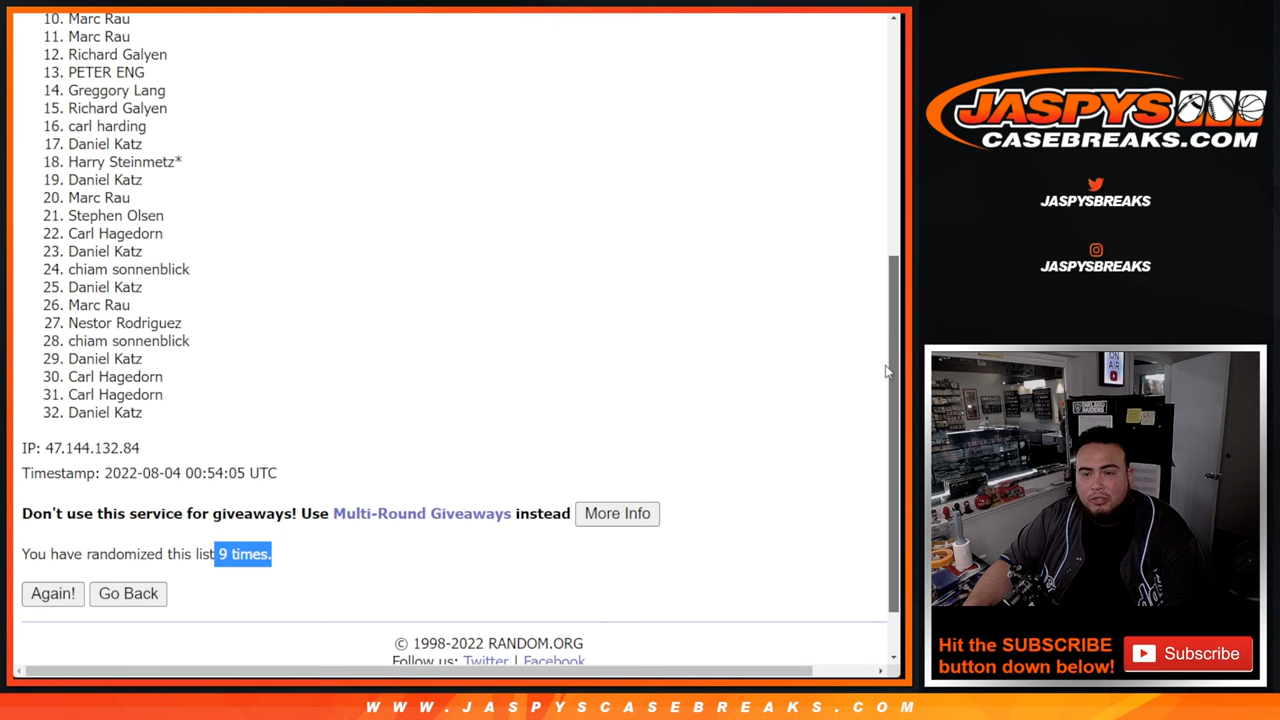 10. Marc Rau
11. Marc Rau
12. Richard Galyen
13. PETER ENG
14. Greggory Lang
15. Richard Galyen
16. carl harding
17. Daniel Katz
18. Harry Steinmetz*
19. Daniel Katz
20. Marc Rau
21. Stephen Olsen
22. Carl Hagedorn
23. Daniel Katz
24. chiam sonnenblick
25. Daniel Katz
26. Marc Rau
27. Nestor Rodriguez
28. chiam sonnenblick
29. Daniel Katz
30. Carl Hagedorn
31. Carl Hagedorn
32. Daniel Katz
IP: 47.144.132.84
Timestamp: 2022-08-04 00:54:05 UTC
Don't use this service for giveaways! Use Multi-Round Giveaways instead More Info
You have randomized this list 9 times.
Again! Go Back
© 1998-2022 RANDOM.ORG
Follow us: Twitter | Facebook
JASPYS
CASEBREAKS.COM
JASPYSBREAKS
JASPYSBREAKS
ON AIR
Hit the SUBSCRIBE
button down below!
Subscribe
WWW.JASPYSCASEBREAKS.COM